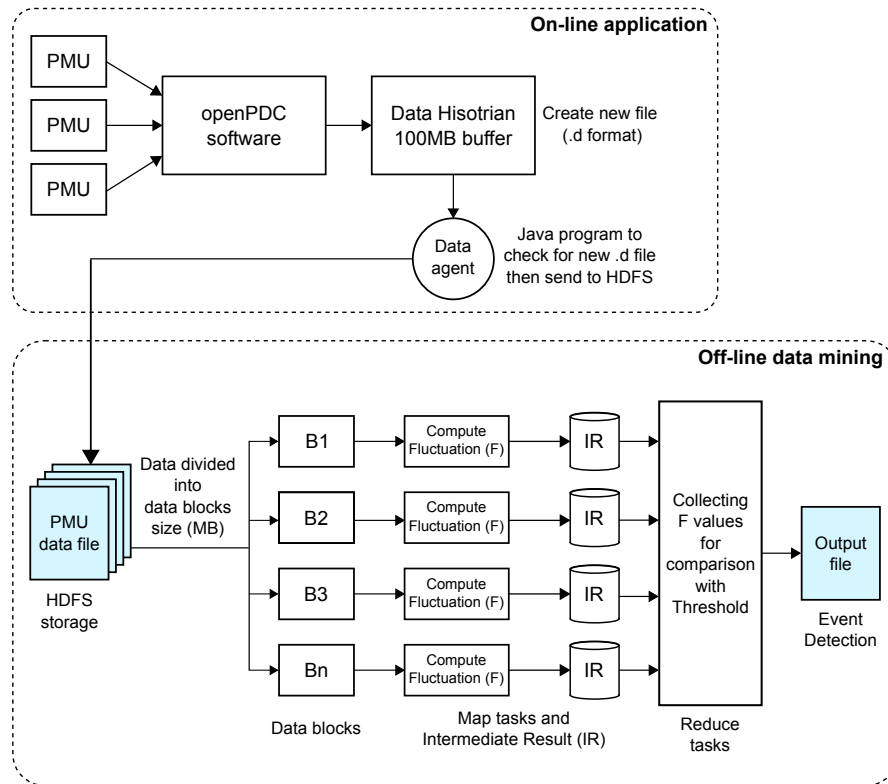 On-line application
PMU
PMU
PMU
openPDC
software
Data Hisotrian
100MB buffer
Create new file
(.d format)
Data
agent
Java program to
check for new .d file
then send to HDFS
Off-line data mining
PMU
data file
HDFS
storage
Data divided
into
data blocks
size (MB)
B1
Compute
Fluctuation (F)
IR
B2
Compute
Fluctuation (F)
IR
B3
Compute
Fluctuation (F)
IR
Bn
Compute
Fluctuation (F)
IR
Data blocks
Map tasks and
Intermediate Result (IR)
Collecting
F values
for
comparison
with
Threshold
Reduce
tasks
Output
file
Event
Detection